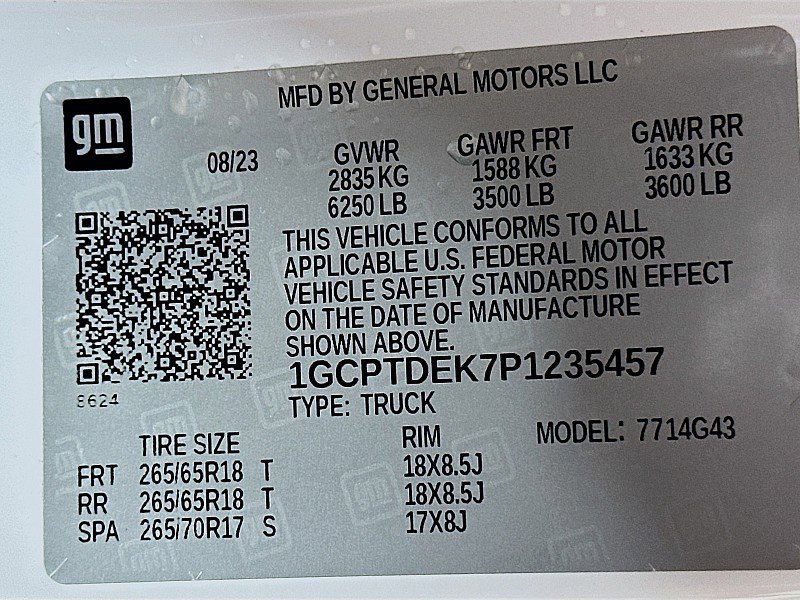 MFD BY GENERAL MOTORS LLC
gm
08/23
GVWR GAWR FRT GAWR RR
2835 KG 1588 KG 1633 KG
6250 LB 3500 LB 3600 LB
THIS VEHICLE CONFORMS TO ALL
APPLICABLE U.S. FEDERAL MOTOR
VEHICLE SAFETY STANDARDS IN EFFECT
ON THE DATE OF MANUFACTURE
SHOWN ABOVE.
1GCPTDEK7P1235457
8624
TYPE: TRUCK
MODEL: 7714G43
TIRE SIZE RIM
FRT 265/65R18 T 18X8.5J
RR 265/65R18 T 18X8.5J
SPA 265/70R17 S 17X8J